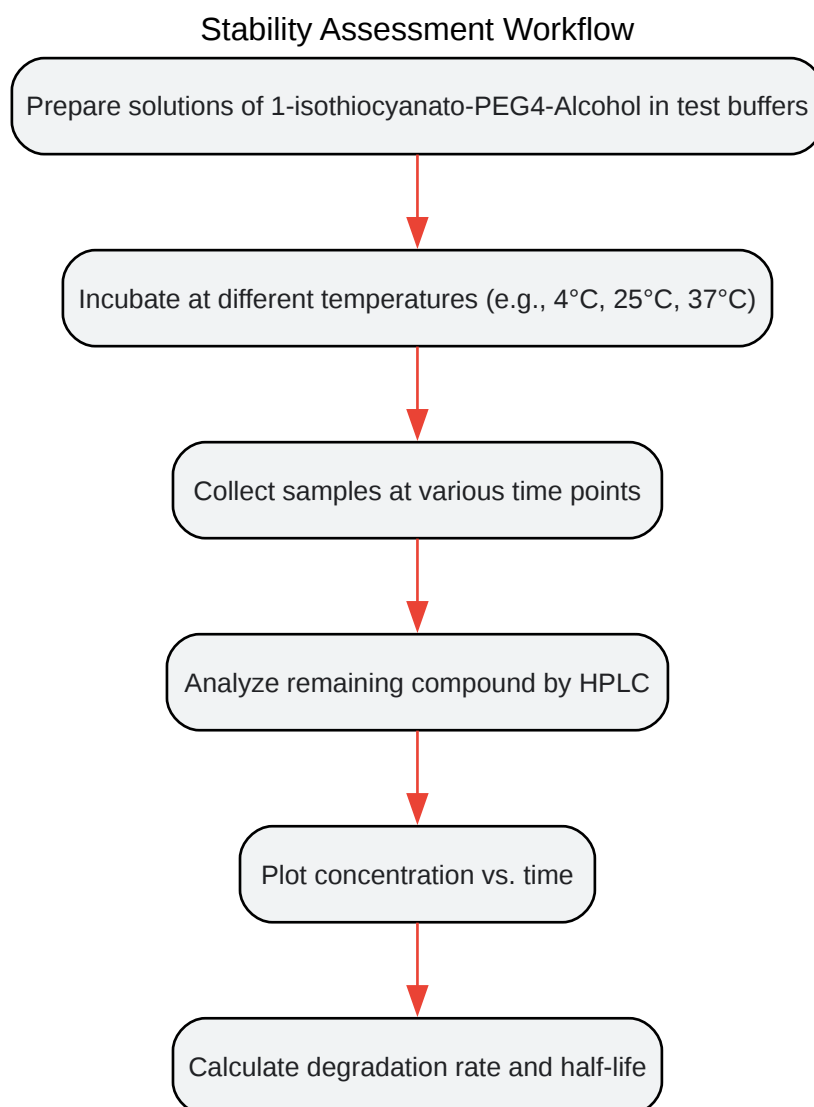 Stability Assessment Workflow
Prepare solutions of 1-isothiocyanato-PEG4-Alcohol in test buffers
Incubate at different temperatures (e.g., 4°C, 25°C, 37°C)
Collect samples at various time points
Analyze remaining compound by HPLC
Plot concentration vs. time
Calculate degradation rate and half-life